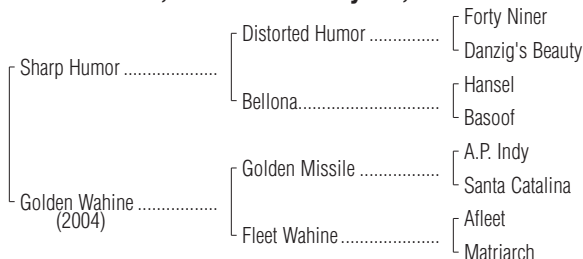 Forty Niner
Distorted Humor ................
Danzig's Beauty
Sharp Humor .....................
Hansel
Bellona................................
Basoof
A.P. Indy
Golden Missile ..................
Santa Catalina
Golden Wahine ..................
(2004)
Afleet
Fleet Wahine ......................
Matriarch